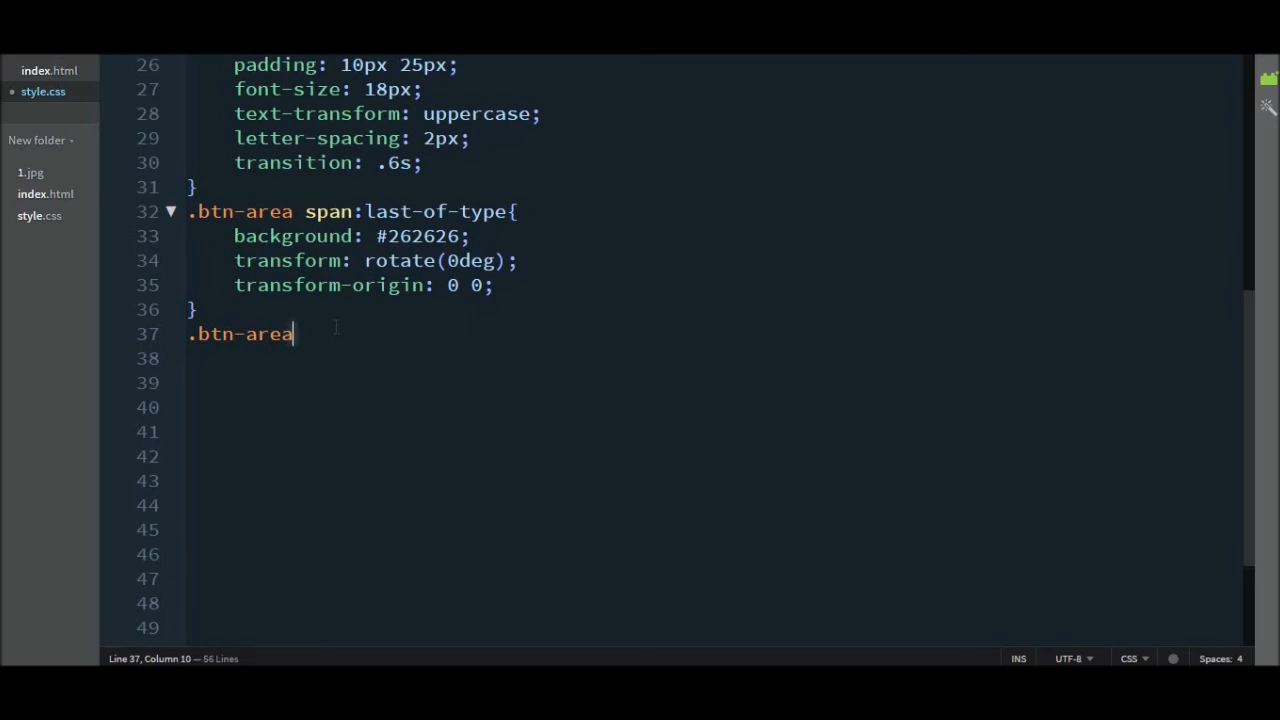 index.html
style.css
New folder
1.jpg
index.html
style.css
26 padding: 10px 25px;
27 font-size: 18px;
28 text-transform: uppercase;
29 letter-spacing: 2px;
30 transition: .6s;
31 }
32 .btn-area span:last-of-type{
33 background: #262626;
34 transform: rotate(0deg);
35 transform-origin: 0 0;
36 }
37 .btn-area
38
39
40
41
42
43
44
45
46
47
48
49
Line 37, Column 10 — 56 Lines
INS UTF-8 CSS Spaces: 4